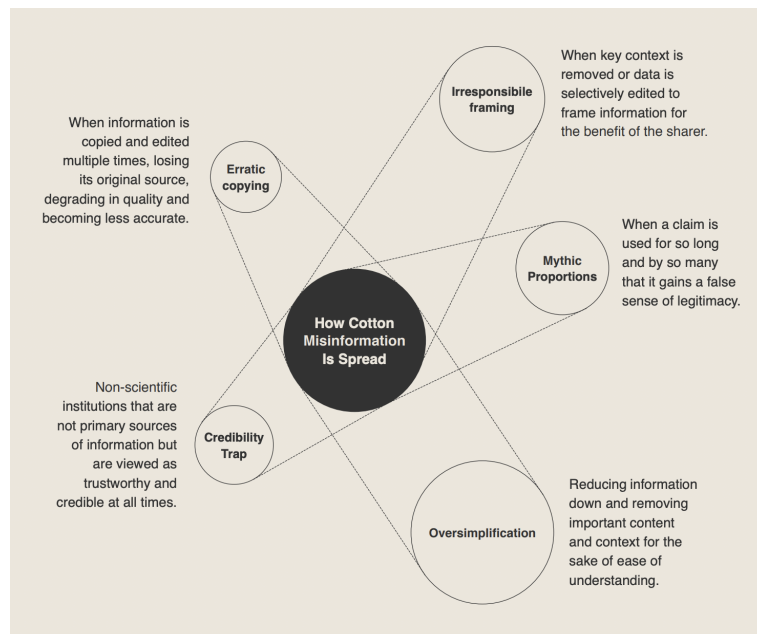 Irresponsibile
framing
When key context is
removed or data is
selectively edited to
frame information for
the benefit of the sharer.
When information is
copied and edited
multiple times, losing
its original source,
degrading in quality and
becoming less accurate.
Erratic
copying
Mythic
Proportions
When a claim is
used for so long
and by so many
that it gains a false
sense of legitimacy.
How Cotton
Misinformation
Is Spread
Non-scientific
institutions that are
not primary sources
of information but
are viewed as
trustworthy and
credible at all times.
Credibility
Trap
Oversimplification
Reducing information
down and removing
important content
and context for the
sake of ease of
understanding.